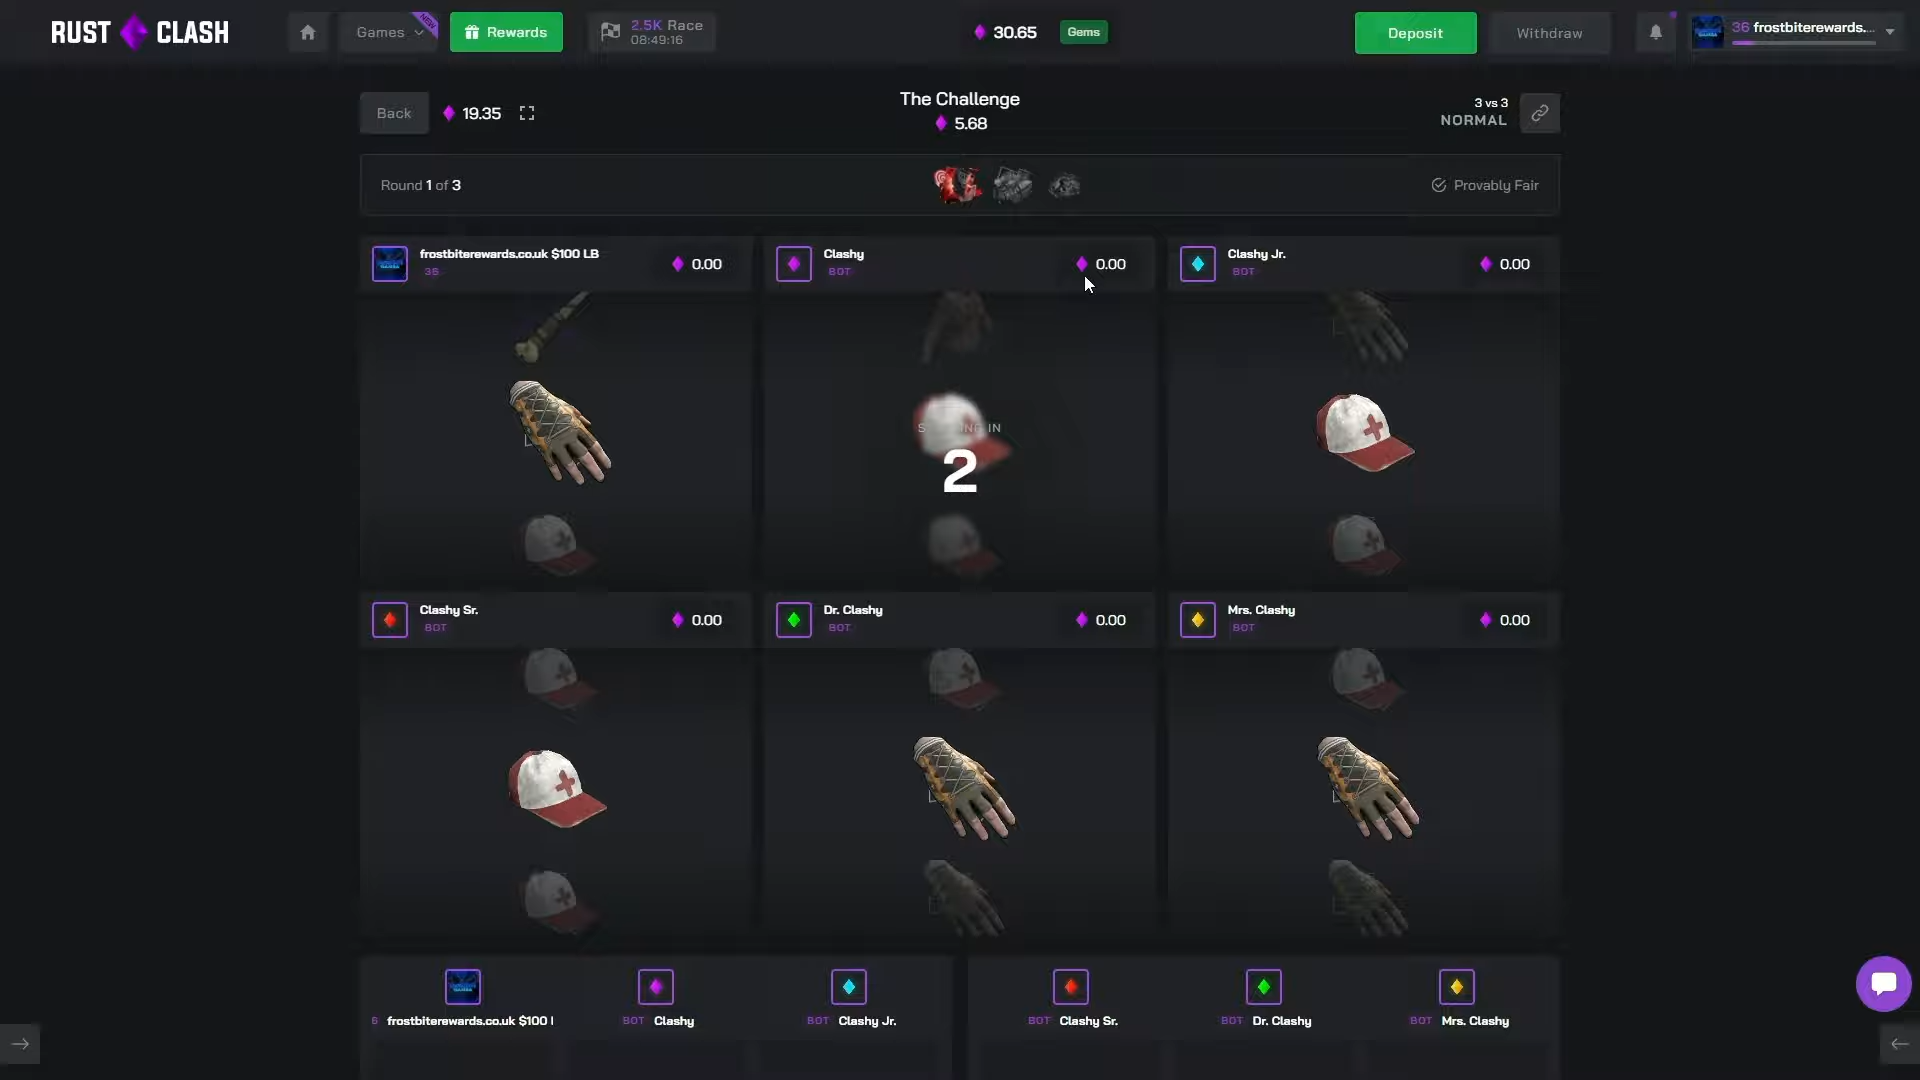 RUST CLASH
Games
NEW
Rewards
2.5K Race
08:49:16
30.65
Gems
Deposit
Withdraw
36 frostbiterewards....
Back
19.35
The Challenge
5.68
3 vs 3
NORMAL
Round 1 of 3
Provably Fair
frostbiterewards.co.uk $100 LB
36
0.00
Clashy
BOT
0.00
Clashy Jr.
BOT
0.00
2
Clashy Sr.
BOT
0.00
Dr. Clashy
BOT
0.00
Mrs. Clashy
BOT
0.00
6 frostbiterewards.co.uk $100
BOT Clashy
BOT Clashy Jr.
BOT Clashy Sr.
BOT Dr. Clashy
BOT Mrs. Clashy